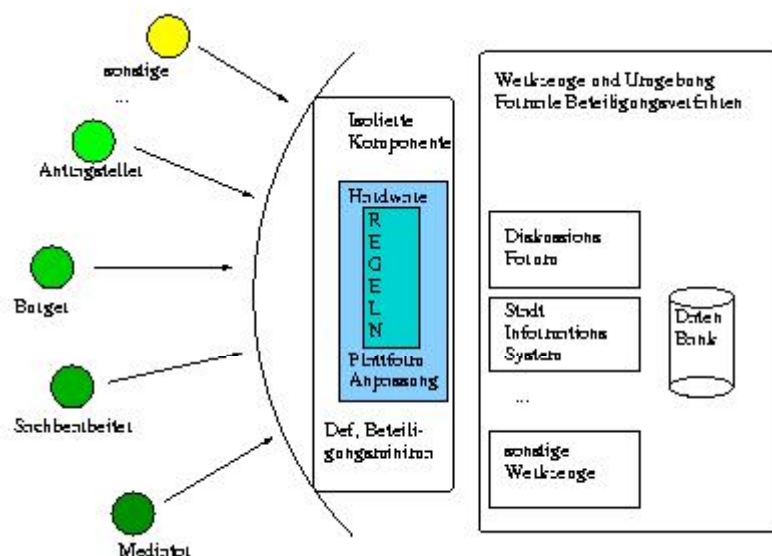 sonstige
...
Antragsteller
Bürger
Sachbearbeiter
Mediator
Isolierte
Komponente
Hardware
R
E
G
E
L
N
Plattform
Anpassung
Def. Beteili-
gungsminima
Werkzeuge und Umgebung
Formale Beteiligungsverfahren
Diskussions
Forum
Stadt
Informations
System
...
sonstige
Werkzeuge
Daten
Bank